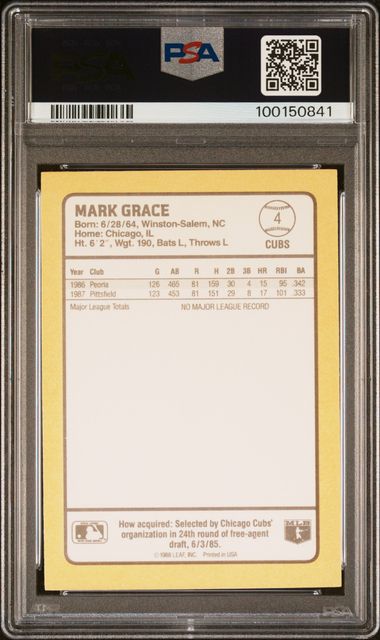 PSA
PSA
100150841
MARK GRACE
Born: 6/28/64, Winston-Salem, NC
Home: Chicago, IL
Ht. 6'2", Wgt. 190, Bats L, Throws L
4
CUBS
Year Club G AB R H 2B 3B HR RBI BA
1986 Peoria 126 465 81 159 30 4 15 95 .342
1987 Pittsfield 123 453 81 151 29 8 17 101 .333
Major League Totals NO MAJOR LEAGUE RECORD
How acquired: Selected by Chicago Cubs'
organization in 24th round of free-agent
draft, 6/3/85.
MLB
© 1988 LEAF, INC. Printed in USA